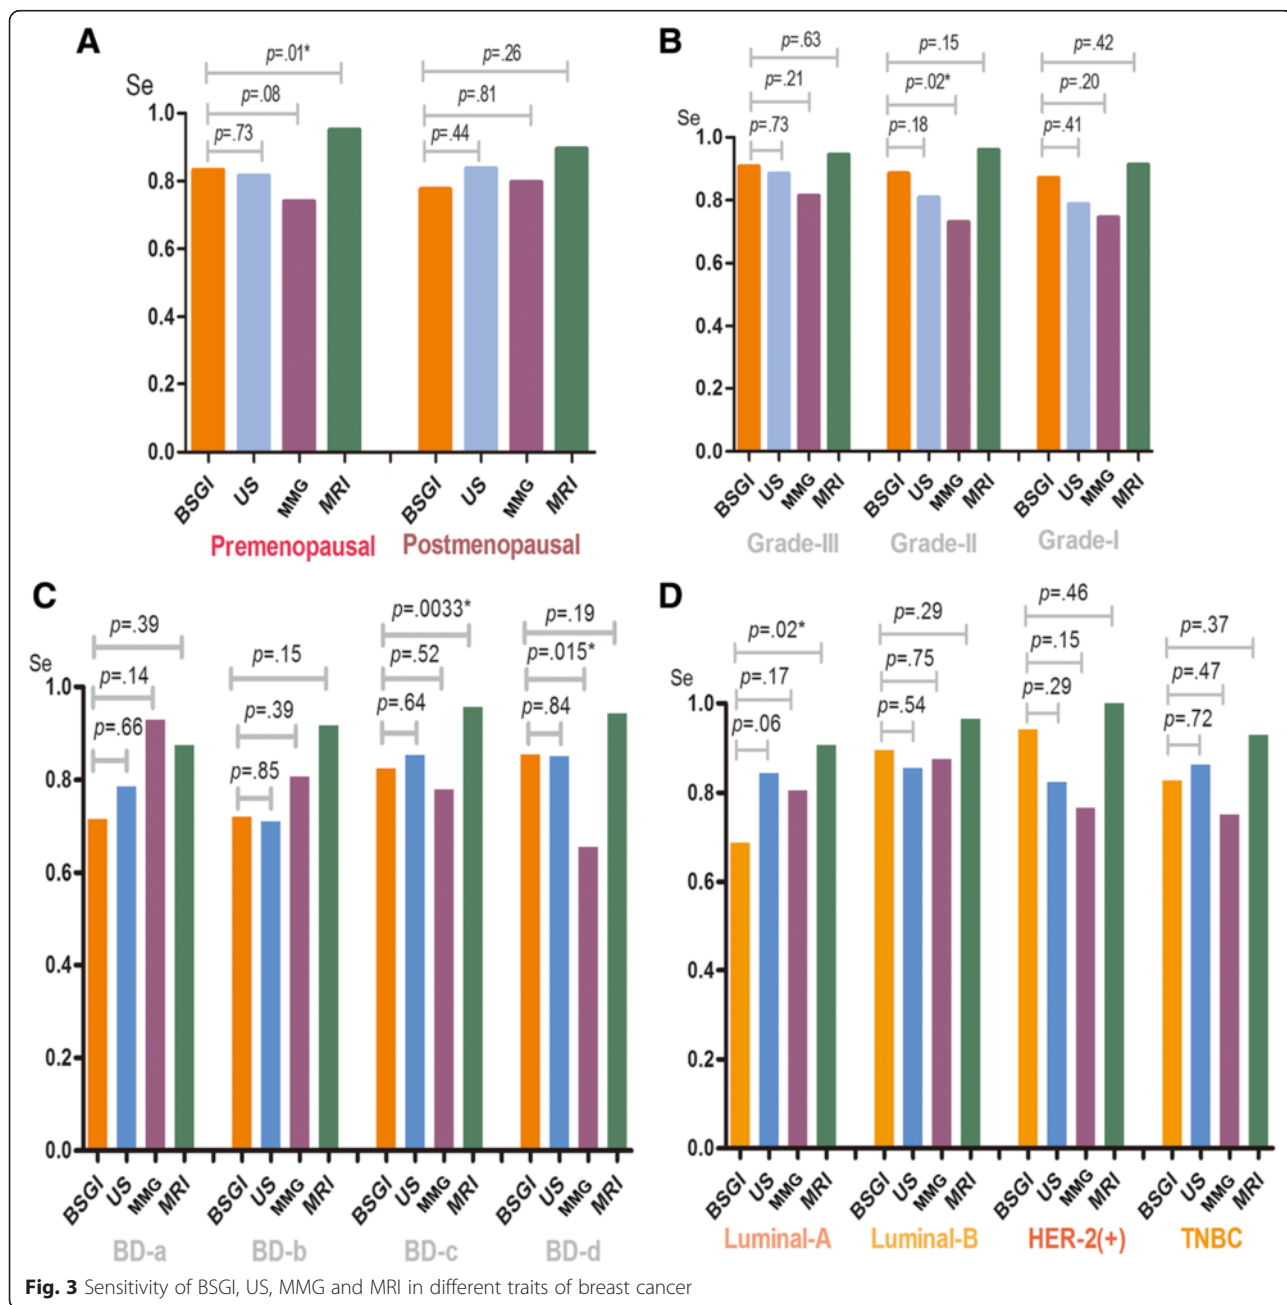 A
p=.01*
p=.26
Se
p=.08
p=.81
p=.73
p=.44
1.0
0.8
0.6
0.4
0.2
0.0
BSGI US MMG MRI BSGI US MMG MRI
Premenopausal Postmenopausal
B
p=.63 p=.15 p=.42
p=.21 p=.02* p=.20
Se
p=.73 p=.18 p=.41
1.0
0.8
0.6
0.4
0.2
0.0
BSGI US MMG MRI BSGI US MMG MRI BSGI US MMG MRI
Grade-III Grade-II Grade-I
C
p=.39 p=.15 p=.0033* p=.19
Se
p=.14 p=.39 p=.52 p=.015*
p=.66 p=.85 p=.64 p=.84
1.0
0.8
0.6
0.4
0.2
0.0
BSGI US MMG MRI BSGI US MMG MRI BSGI US MMG MRI BSGI US MMG MRI
BD-a BD-b BD-c BD-d
D
p=.02* p=.29 p=.46 p=.37
Se
p=.17 p=.75 p=.15 p=.47
p=.06 p=.54 p=.29 p=.72
1.0
0.8
0.6
0.4
0.2
0.0
BSGI US MMG MRI BSGI US MMG MRI BSGI US MMG MRI BSGI US MMG MRI
Luminal-A Luminal-B HER-2(+) TNBC
Fig. 3 Sensitivity of BSGI, US, MMG and MRI in different traits of breast cancer